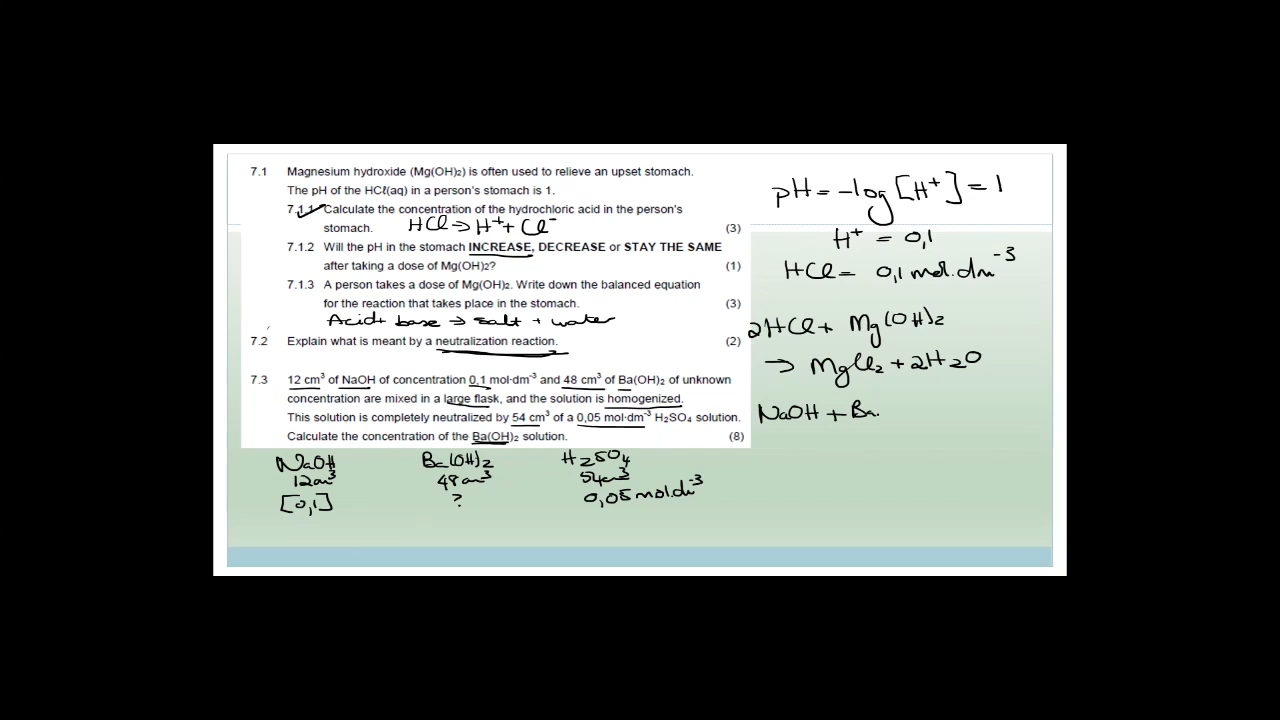 7.1 Magnesium hydroxide (Mg(OH)₂) is often used to relieve an upset stomach.
The pH of the HCℓ(aq) in a person's stomach is 1.
7.1.1 Calculate the concentration of the hydrochloric acid in the person's
stomach. (3)
HCl → H⁺ + Cl⁻
7.1.2 Will the pH in the stomach INCREASE, DECREASE or STAY THE SAME
after taking a dose of Mg(OH)₂? (1)
7.1.3 A person takes a dose of Mg(OH)₂. Write down the balanced equation
for the reaction that takes place in the stomach. (3)
Acid + base → salt + water
7.2 Explain what is meant by a neutralization reaction. (2)
7.3 12 cm³ of NaOH of concentration 0,1 mol·dm⁻³ and 48 cm³ of Ba(OH)₂ of unknown
concentration are mixed in a large flask, and the solution is homogenized.
This solution is completely neutralized by 54 cm³ of a 0,05 mol·dm⁻³ H₂SO₄ solution.
Calculate the concentration of the Ba(OH)₂ solution. (8)
NaOH Ba(OH)₂ H₂SO₄
12cm³ 48cm³ 54cm³
[0,1] ? 0,05 mol.dm⁻³
pH = -log [H⁺] = 1
H⁺ = 0,1
HCl = 0,1 mol.dm⁻³
2HCl + Mg(OH)₂
→ MgCl₂ + 2H₂O
NaOH + Ba